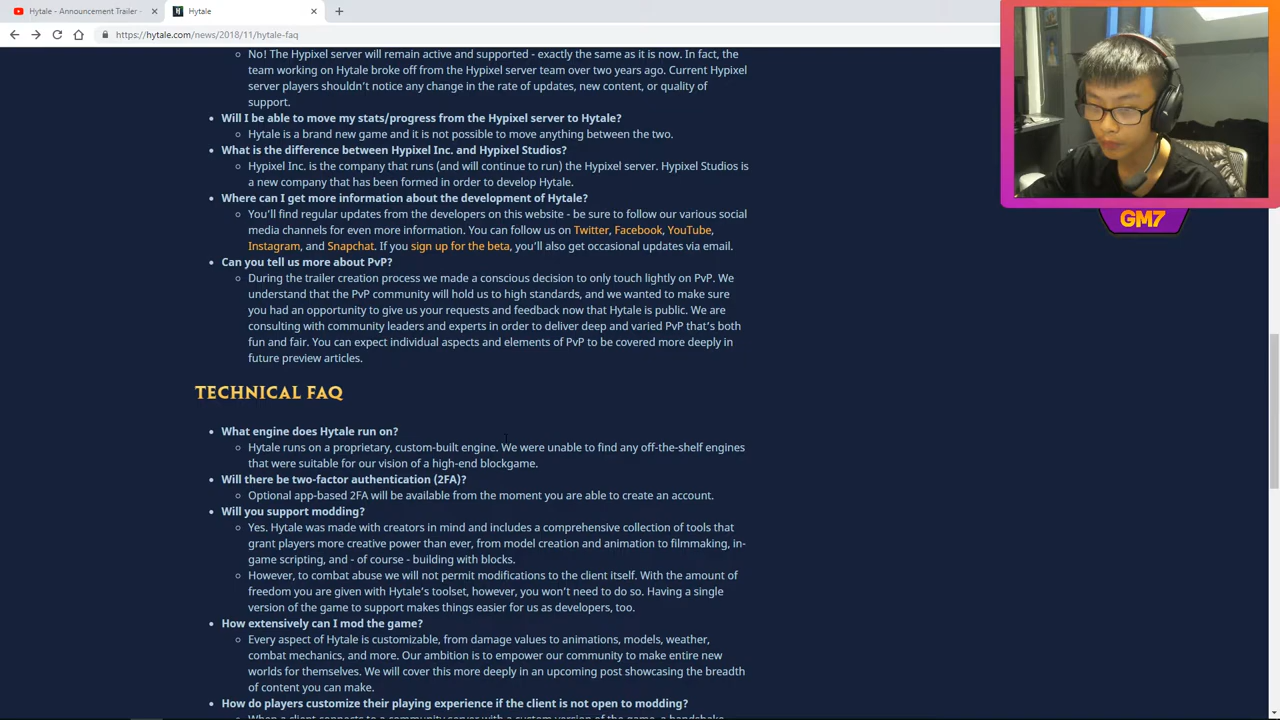 Hytale - Announcement Trailer -
Hytale
https://hytale.com/news/2018/11/hytale-faq
GM7
No! The Hypixel server will remain active and supported - exactly the same as it is now. In fact, the
team working on Hytale broke off from the Hypixel server team over two years ago. Current Hypixel
server players shouldn't notice any change in the rate of updates, new content, or quality of
support.
Will I be able to move my stats/progress from the Hypixel server to Hytale?
Hytale is a brand new game and it is not possible to move anything between the two.
What is the difference between Hypixel Inc. and Hypixel Studios?
Hypixel Inc. is the company that runs (and will continue to run) the Hypixel server. Hypixel Studios is
a new company that has been formed in order to develop Hytale.
Where can I get more information about the development of Hytale?
You'll find regular updates from the developers on this website - be sure to follow our various social
media channels for even more information. You can follow us on Twitter, Facebook, YouTube,
Instagram, and Snapchat. If you sign up for the beta, you'll also get occasional updates via email.
Can you tell us more about PvP?
During the trailer creation process we made a conscious decision to only touch lightly on PvP. We
understand that the PvP community will hold us to high standards, and we wanted to make sure
you had an opportunity to give us your requests and feedback now that Hytale is public. We are
consulting with community leaders and experts in order to deliver deep and varied PvP that's both
fun and fair. You can expect individual aspects and elements of PvP to be covered more deeply in
future preview articles.
TECHNICAL FAQ
What engine does Hytale run on?
Hytale runs on a proprietary, custom-built engine. We were unable to find any off-the-shelf engines
that were suitable for our vision of a high-end blockgame.
Will there be two-factor authentication (2FA)?
Optional app-based 2FA will be available from the moment you are able to create an account.
Will you support modding?
Yes. Hytale was made with creators in mind and includes a comprehensive collection of tools that
grant players more creative power than ever, from model creation and animation to filmmaking, in-
game scripting, and - of course - building with blocks.
However, to combat abuse we will not permit modifications to the client itself. With the amount of
freedom you are given with Hytale's toolset, however, you won't need to do so. Having a single
version of the game to support makes things easier for us as developers, too.
How extensively can I mod the game?
Every aspect of Hytale is customizable, from damage values to animations, models, weather,
combat mechanics, and more. Our ambition is to empower our community to make entire new
worlds for themselves. We will cover this more deeply in an upcoming post showcasing the breadth
of content you can make.
How do players customize their playing experience if the client is not open to modding?
When a client connects to a community server with a custom version of the game, a handshake